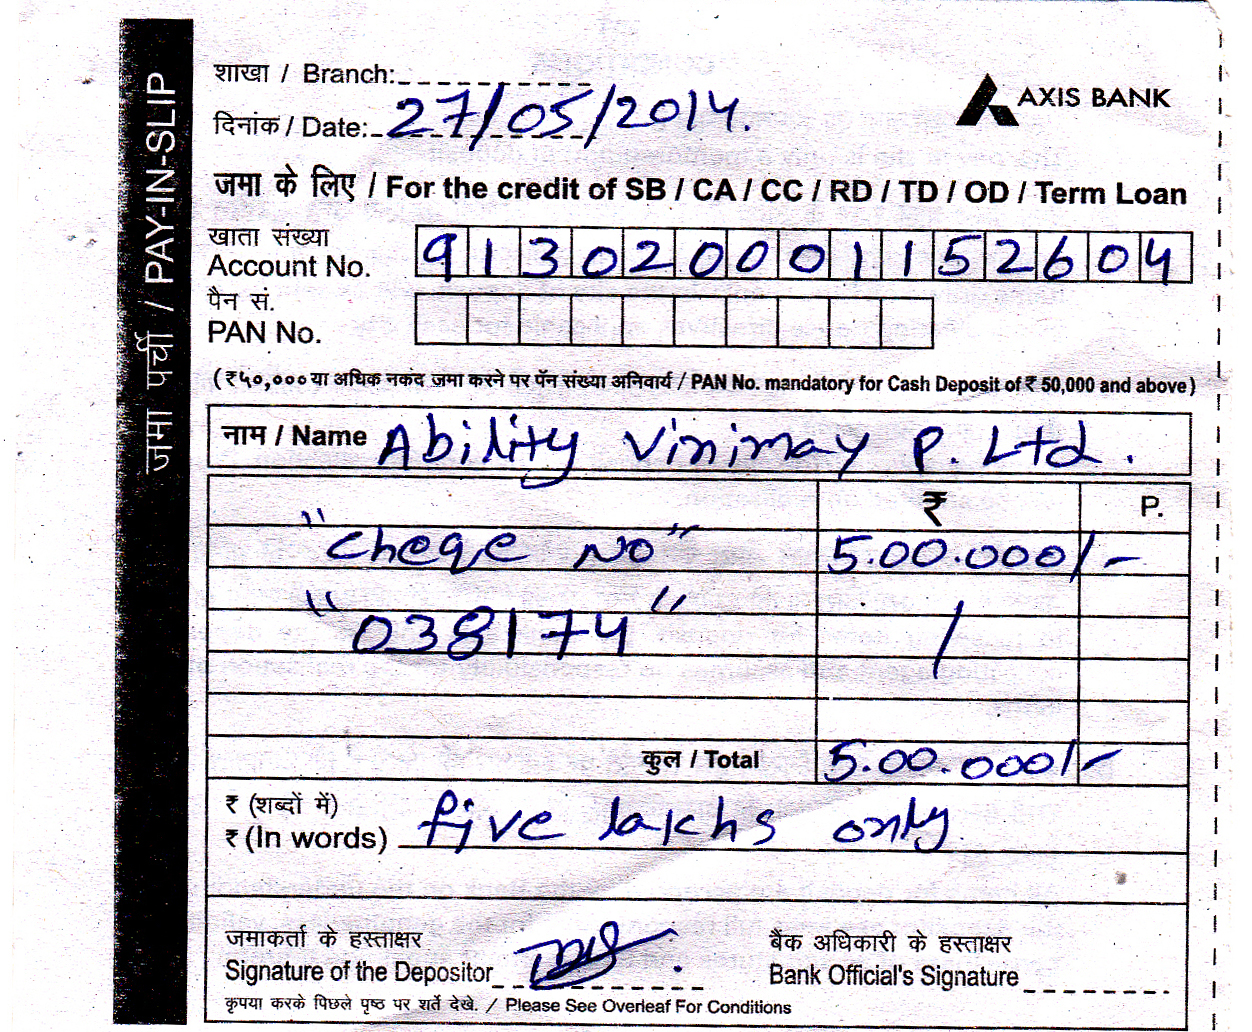 जमा पर्ची / PAY-IN-SLIP
शाखा / Branch:
AXIS BANK
दिनांक / Date: 27/05/2014.
जमा के लिए / For the credit of SB / CA / CC / RD / TD / OD / Term Loan
खाता संख्या
Account No. 913020001152604
पैन सं.
PAN No.
(₹५०,००० या अधिक नकद जमा करने पर पॅन संख्या अनिवार्य / PAN No. mandatory for Cash Deposit of ₹ 50,000 and above)
नाम / Name Ability Vinimay P. Ltd.
₹ P.
"Cheqe No" 5.00.000/-
"038174" /
कुल / Total 5.00.000/-
₹ (शब्दों में)
₹ (In words) five lakhs only
जमाकर्ता के हस्ताक्षर बैंक अधिकारी के हस्ताक्षर
Signature of the Depositor Bank Official's Signature
कृपया करके पिछले पृष्ठ पर शर्ते देखे. / Please See Overleaf For Conditions